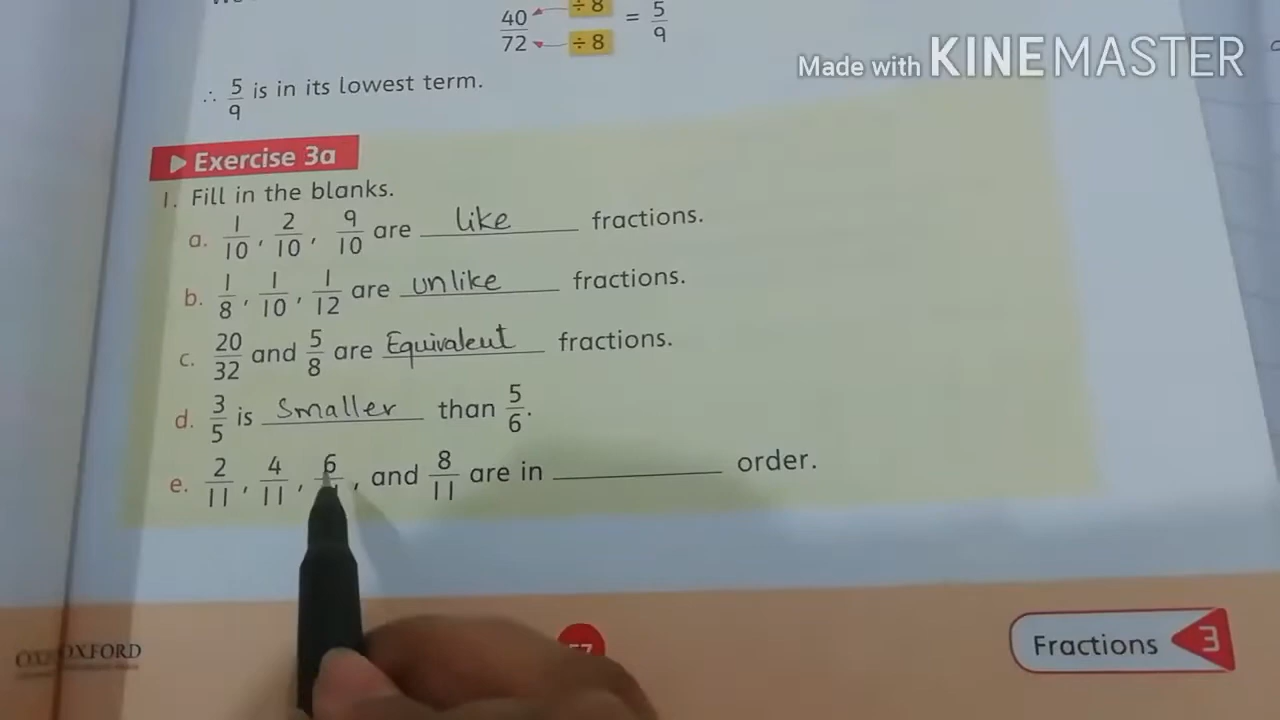 40/72 ÷8 ÷8 = 5/9
Made with KINEMASTER
∴ 5/9 is in its lowest term.
Exercise 3a
1. Fill in the blanks.
a. 1/10, 2/10, 9/10 are like fractions.
b. 1/8, 1/10, 1/12 are unlike fractions.
c. 20/32 and 5/8 are Equivalent fractions.
d. 3/5 is Smaller than 5/6.
e. 2/11, 4/11, 6/, and 8/11 are in ________ order.
OXFORD
Fractions 3